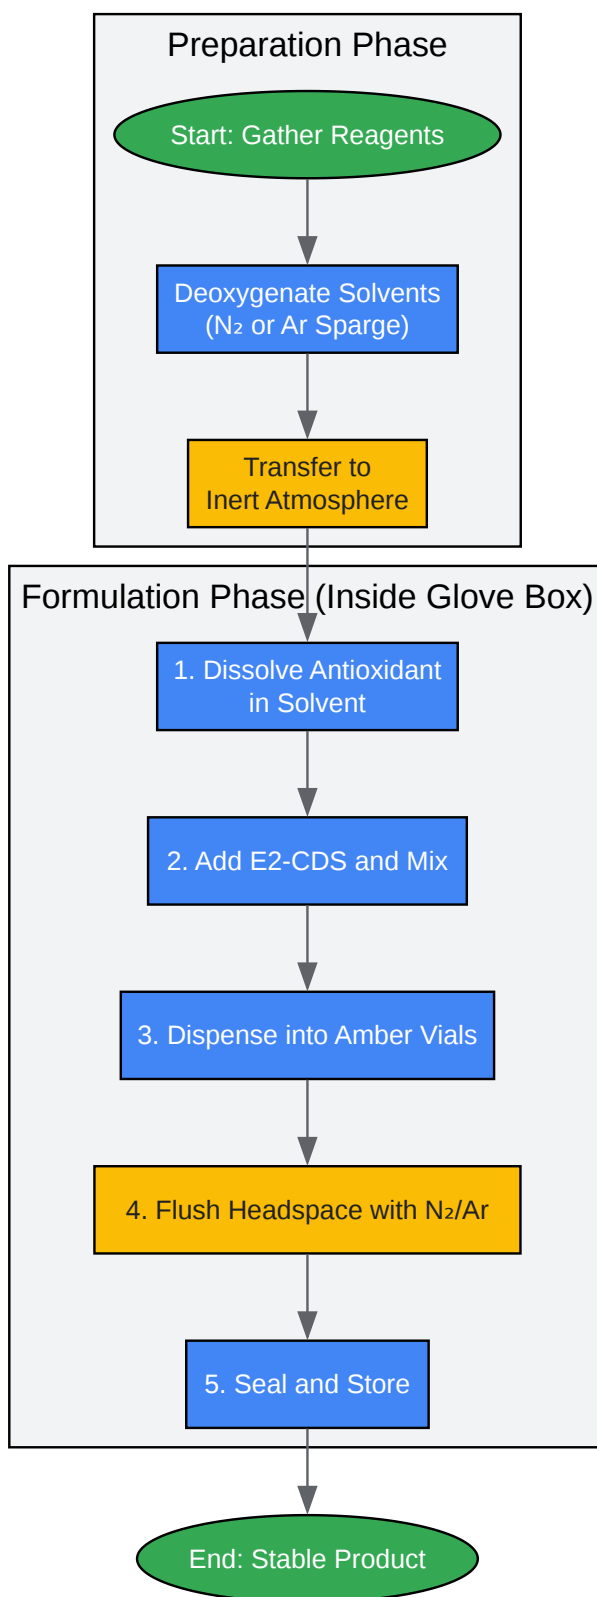 Preparation Phase
Start: Gather Reagents
Deoxygenate Solvents
(N₂ or Ar Sparge)
Transfer to
Inert Atmosphere
Formulation Phase (Inside Glove Box)
1. Dissolve Antioxidant
in Solvent
2. Add E2-CDS and Mix
3. Dispense into Amber Vials
4. Flush Headspace with N₂/Ar
5. Seal and Store
End: Stable Product